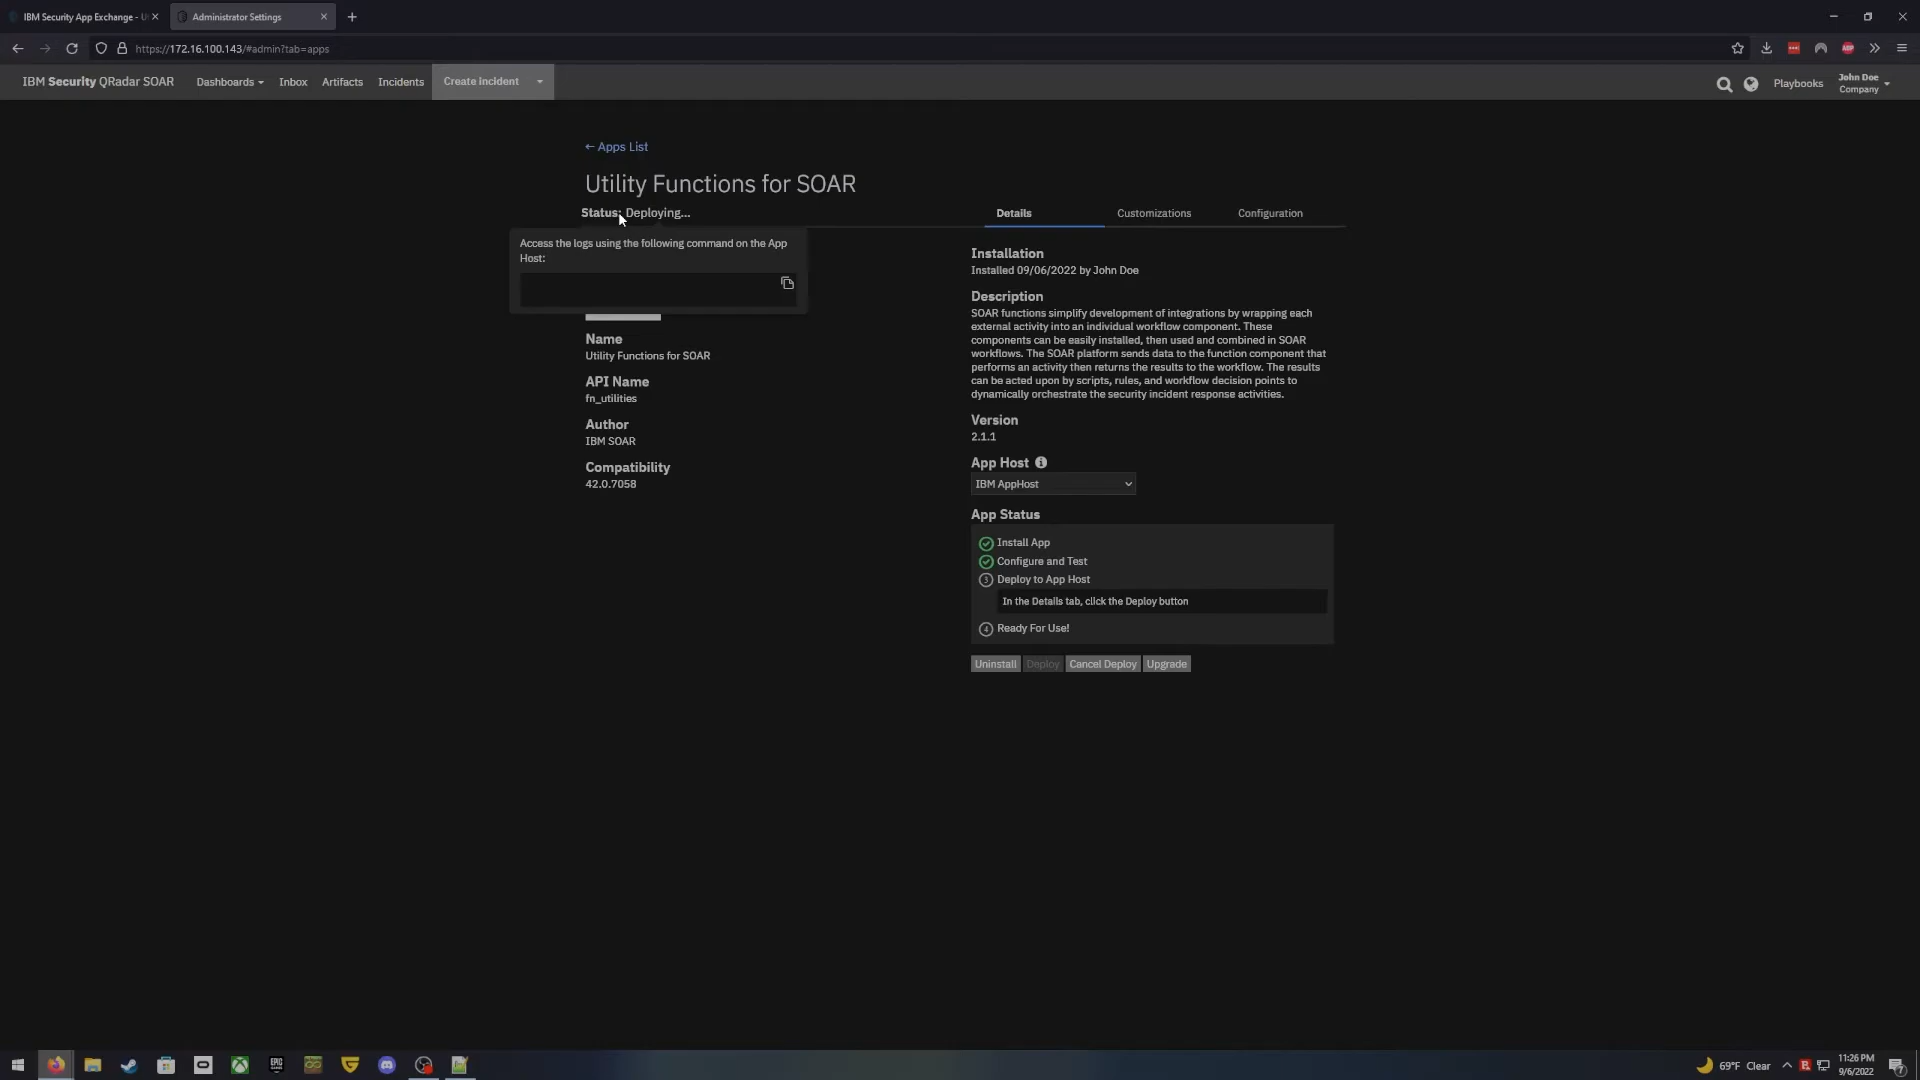 IBM Security App Exchange - U
Administrator Settings
https://172.16.100.143/#admin?tab=apps
IBM Security QRadar SOAR
Dashboards
Inbox
Artifacts
Incidents
Create Incident
Playbooks
John Doe
Company
← Apps List
Utility Functions for SOAR
Status: Deploying...
Access the logs using the following command on the App
Host:
Name
Utility Functions for SOAR
API Name
fn_utilities
Author
IBM SOAR
Compatibility
42.0.7058
Details
Customizations
Configuration
Installation
Installed 09/06/2022 by John Doe
Description
SOAR functions simplify development of integrations by wrapping each
external activity into an individual workflow component. These
components can be easily installed, then used and combined in SOAR
workflows. The SOAR platform sends data to the function component that
performs an activity then returns the results to the workflow. The results
can be acted upon by scripts, rules, and workflow decision points to
dynamically orchestrate the security incident response activities.
Version
2.1.1
App Host
IBM AppHost
App Status
Install App
Configure and Test
3 Deploy to App Host
In the Details tab, click the Deploy button
4 Ready For Use!
Uninstall
Deploy
Cancel Deploy
Upgrade
69°F Clear
11:26 PM
9/6/2022